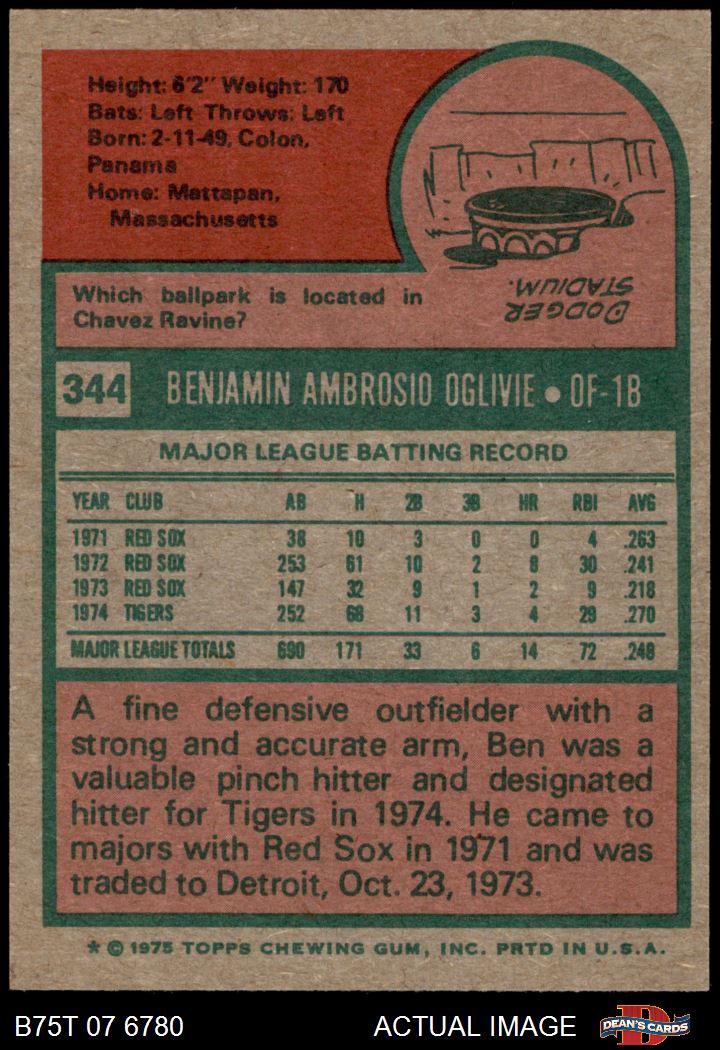 Height: 6'2" Weight: 170
Bats: Left Throws: Left
Born: 2-11-49, Colon,
Panama
Home: Mattapan,
Massachusetts
Which ballpark is located in
Chavez Ravine?
DODGER
STADIUM.
344 BENJAMIN AMBROSIO OGLIVIE • OF-1B
MAJOR LEAGUE BATTING RECORD
YEAR CLUB AB H 2B 3B HR RBI AVG
1971 RED SOX 38 10 3 0 0 4 .263
1972 RED SOX 253 61 10 2 8 30 .241
1973 RED SOX 147 32 9 1 2 9 .218
1974 TIGERS 252 68 11 3 4 29 .270
MAJOR LEAGUE TOTALS 690 171 33 6 14 72 .248
A fine defensive outfielder with a
strong and accurate arm, Ben was a
valuable pinch hitter and designated
hitter for Tigers in 1974. He came to
majors with Red Sox in 1971 and was
traded to Detroit, Oct. 23, 1973.
* © 1975 TOPPS CHEWING GUM, INC. PRTD IN U.S.A.
B75T 07 6780 ACTUAL IMAGE DEAN'S CARDS